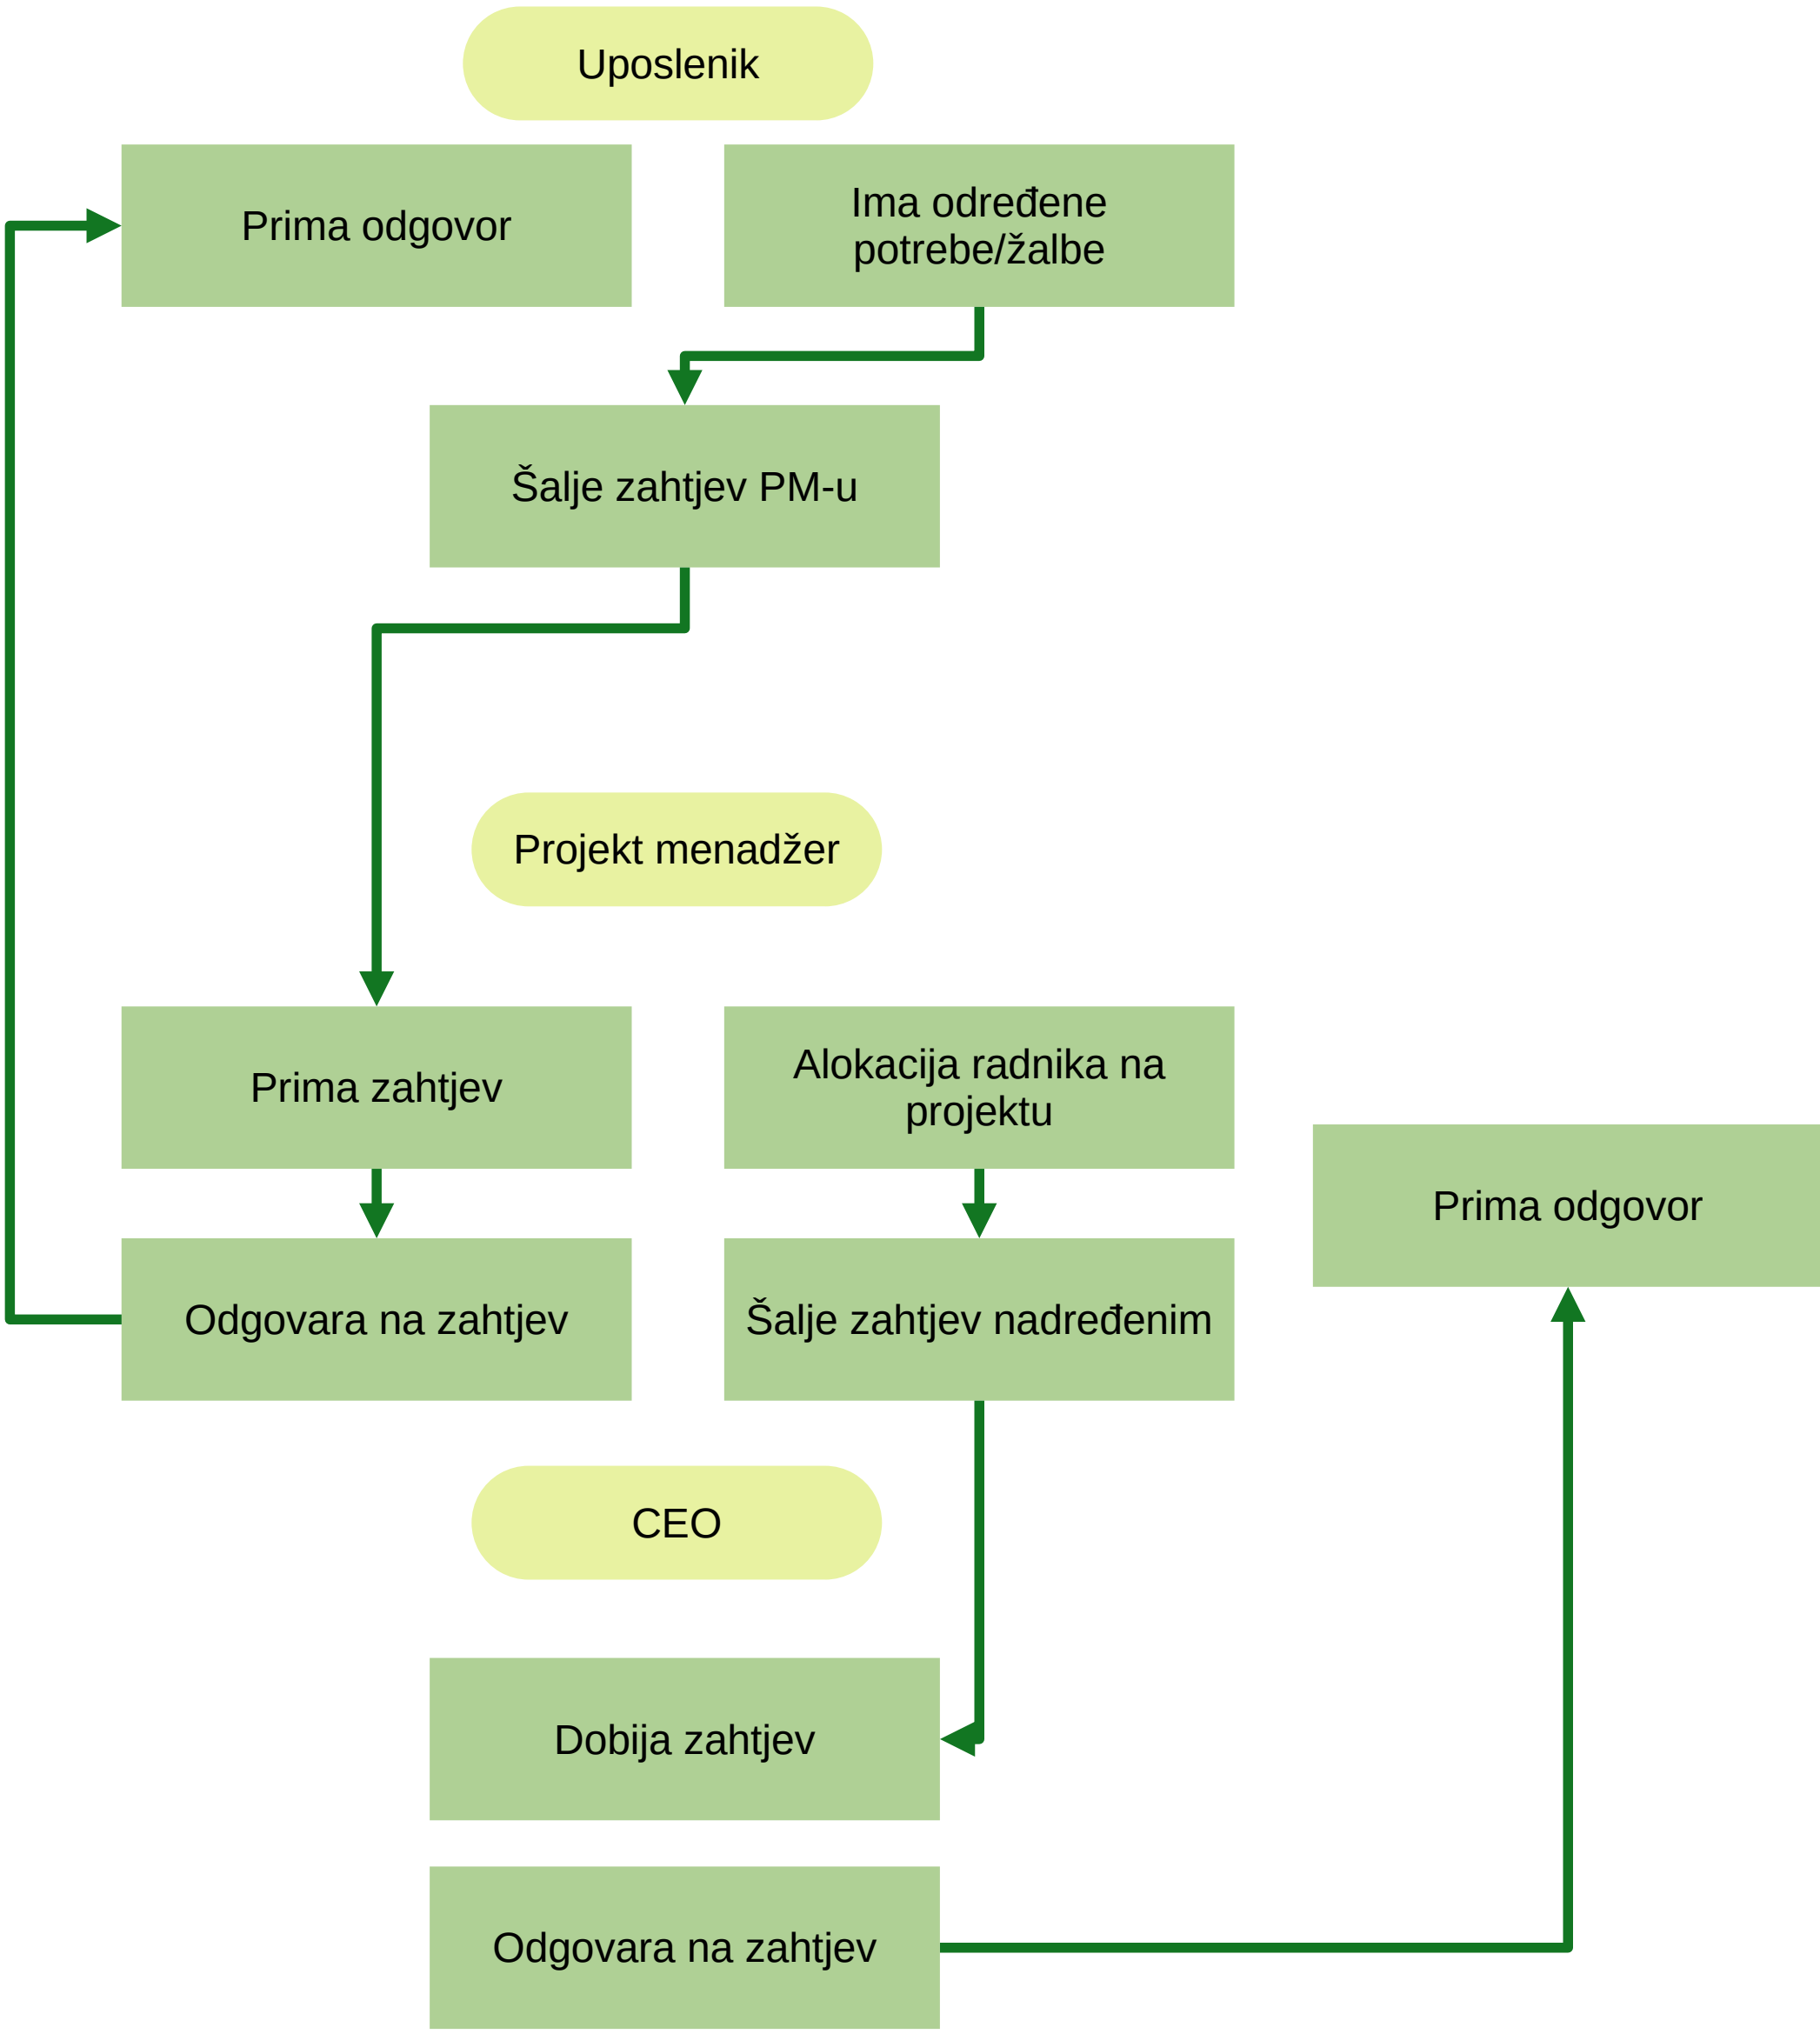 Uposlenik
Prima odgovor
Ima određene
potrebe/žalbe
Šalje zahtjev PM-u
Projekt menadžer
Prima zahtjev
Alokacija radnika na
projektu
Prima odgovor
Odgovara na zahtjev
Šalje zahtjev nadređenim
CEO
Dobija zahtjev
Odgovara na zahtjev